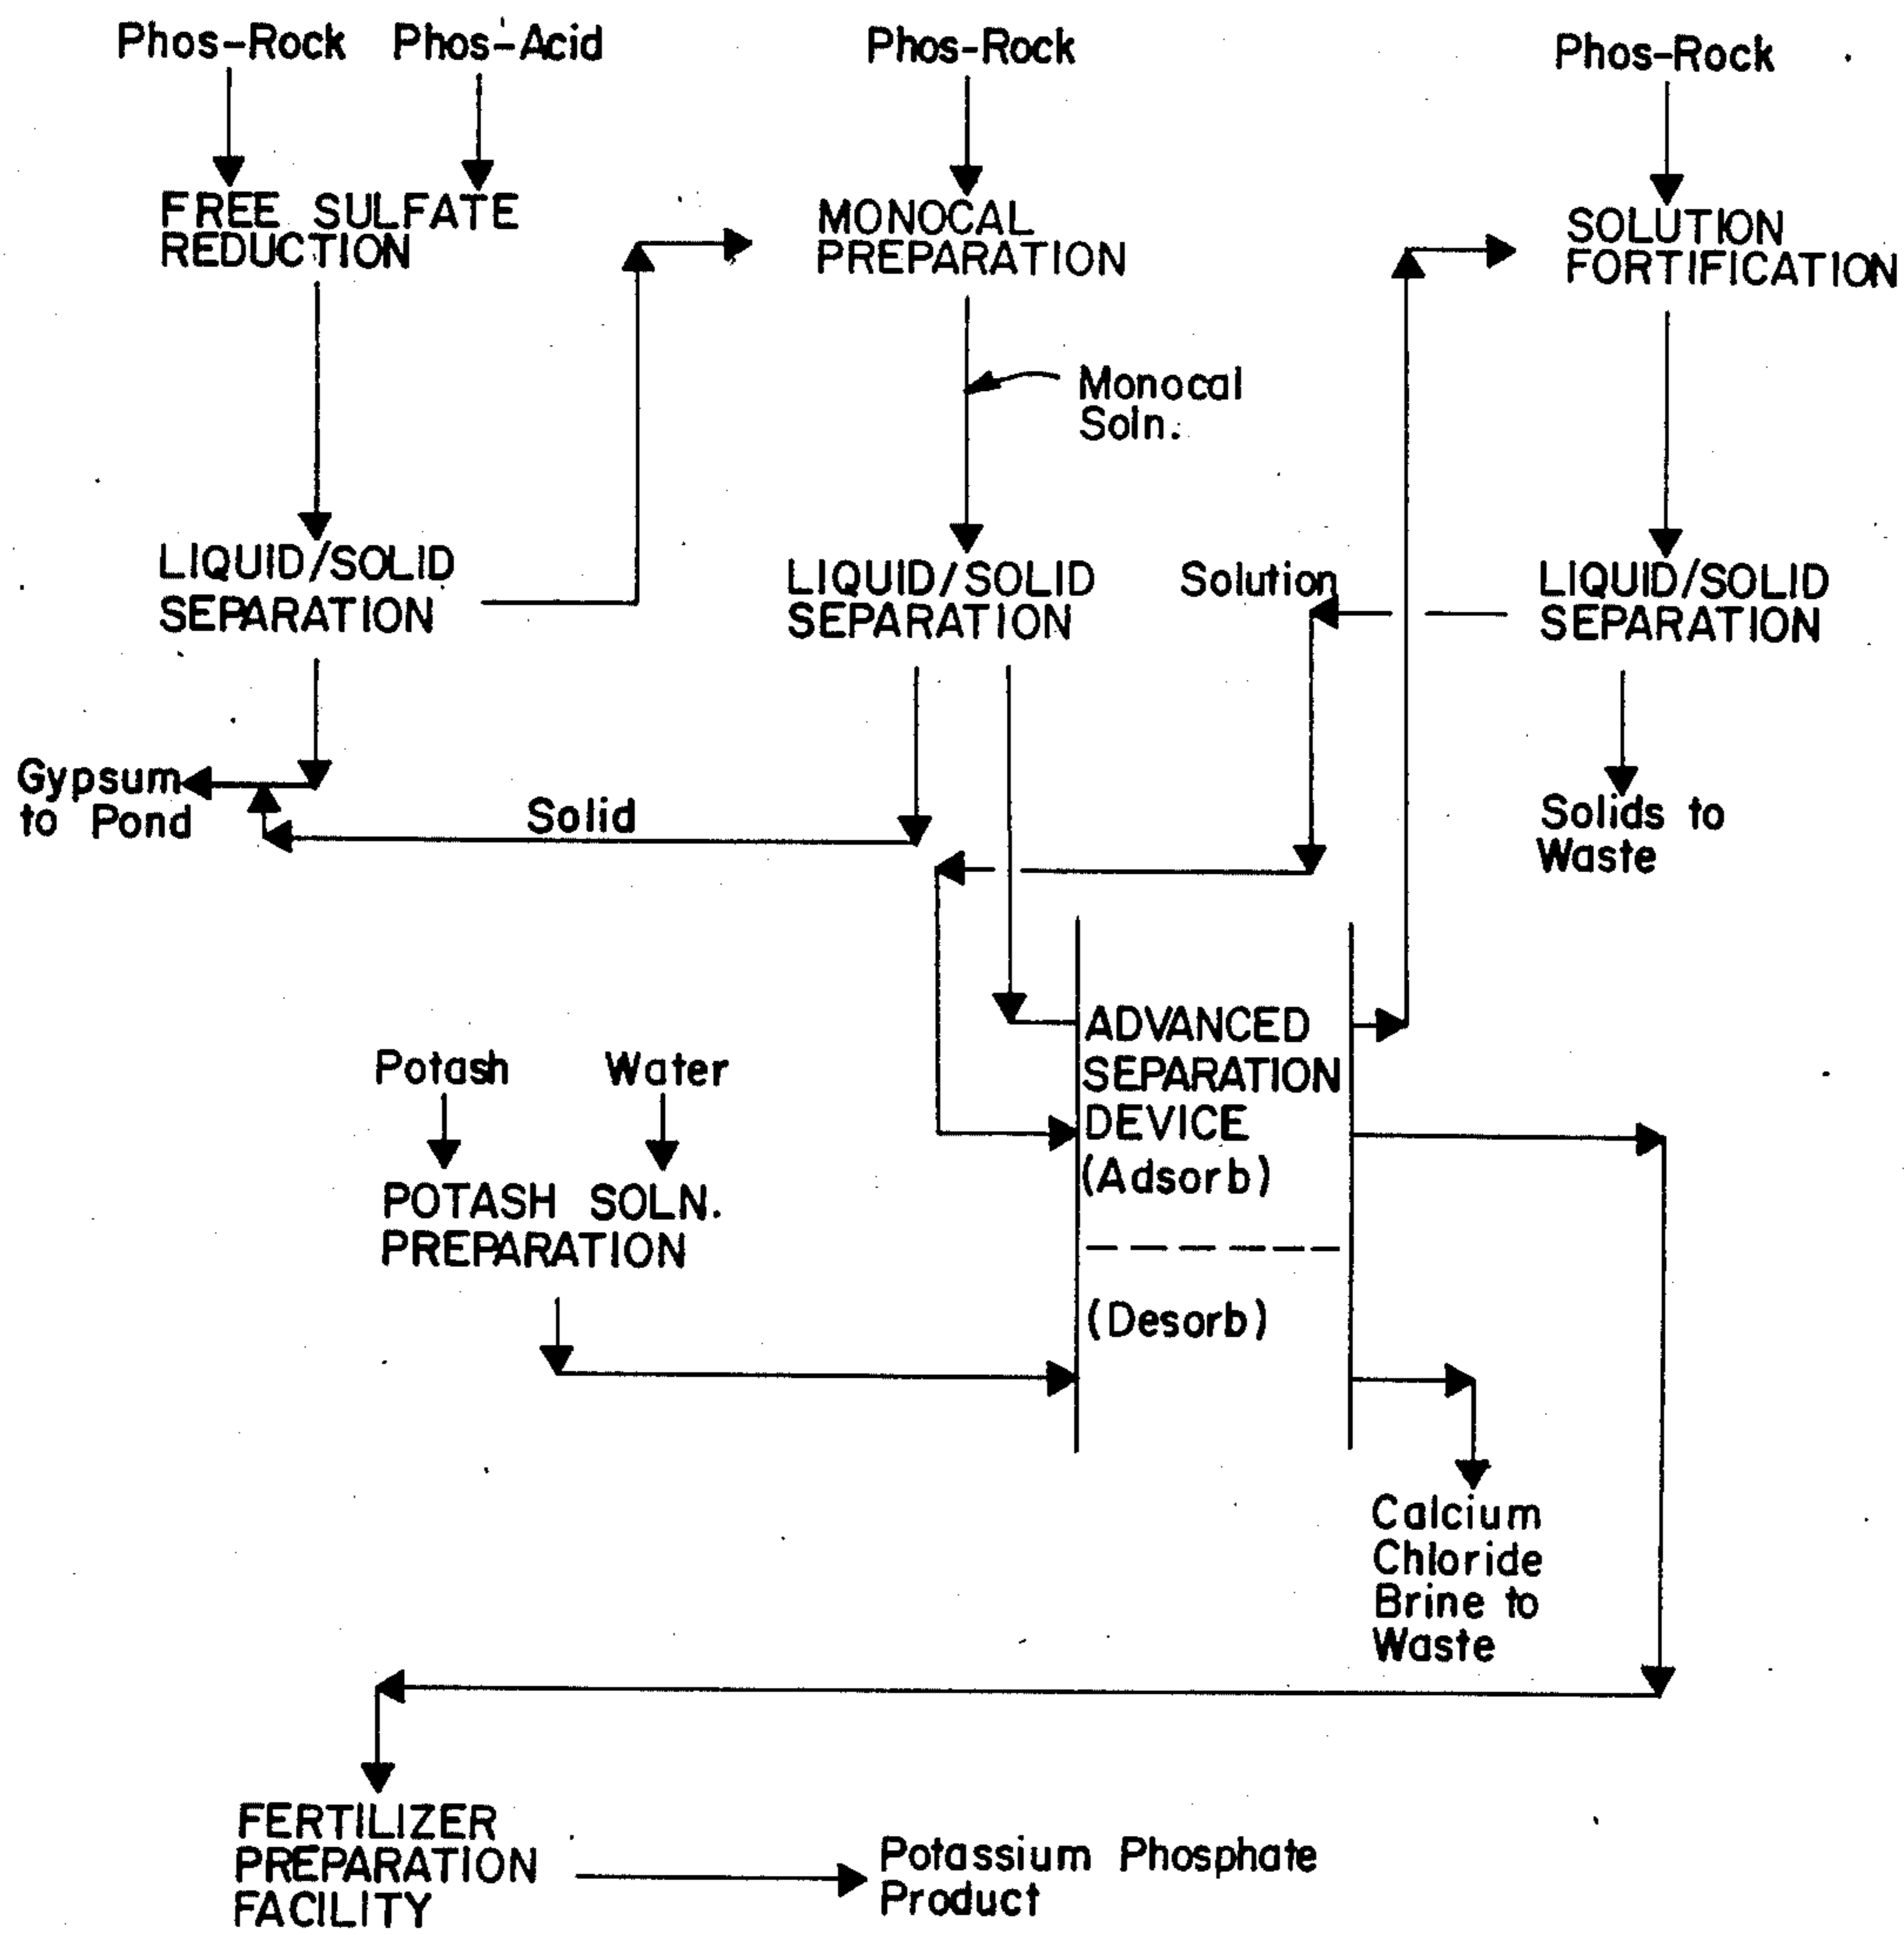 Phos-Rock
Phos-Acid
Phos-Rock
Phos-Rock
FREE SULFATE
REDUCTION
MONOCAL
PREPARATION
SOLUTION
FORTIFICATION
Monocal
Soln.
LIQUID/SOLID
SEPARATION
LIQUID/SOLID
SEPARATION
Solution
LIQUID/SOLID
SEPARATION
Gypsum
to Pond
Solid
Solids to
Waste
Potash
Water
POTASH SOLN.
PREPARATION
ADVANCED
SEPARATION
DEVICE
(Adsorb)
(Desorb)
Calcium
Chloride
Brine to
Waste
FERTILIZER
PREPARATION
FACILITY
Potassium Phosphate
Product